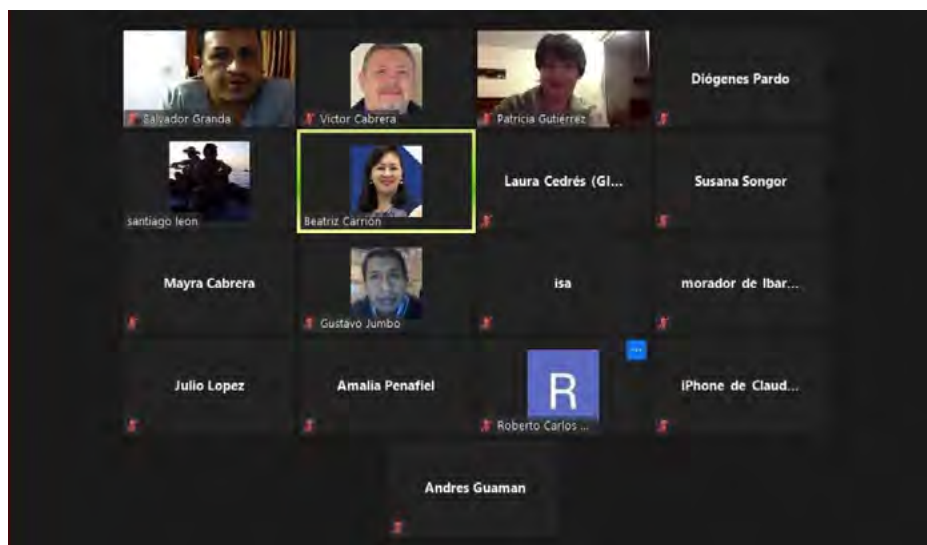 Salvador Granda
Victor Cabrera
Patricia Gutierrez
Diógenes Pardo
santiago leon
Beatriz Carrión
Laura Cedrés (GI...
Susana Songor
Mayra Cabrera
Gustavo Jumbo
isa
morador de Ibar...
Julio Lopez
Amalia Penafiel
R
Roberto Carlos ...
iPhone de Claud...
Andres Guaman